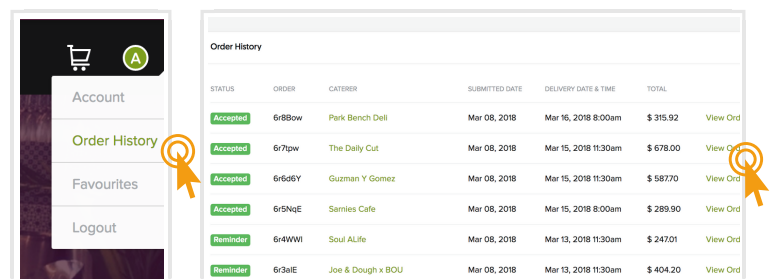 A
Account
Order History
Favourites
Logout
Order History
STATUS ORDER CATERER SUBMITTED DATE DELIVERY DATE & TIME TOTAL
Accepted 6r8Bow Park Bench Deli Mar 08, 2018 Mar 16, 2018 8:00am $ 315.92 View Ord
Accepted 6r7tpw The Daily Cut Mar 08, 2018 Mar 15, 2018 11:30am $ 678.00 View Ord
Accepted 6r6d6Y Guzman Y Gomez Mar 08, 2018 Mar 15, 2018 11:30am $ 587.70 View Ord
Accepted 6r5NqE Samies Cafe Mar 08, 2018 Mar 15, 2018 8:00am $ 289.90 View Ord
Reminder 6r4WWl Soul ALife Mar 08, 2018 Mar 13, 2018 11:30am $ 247.01 View Ord
Reminder 6r3alE Joe & Dough x BOU Mar 08, 2018 Mar 13, 2018 11:30am $ 404.20 View Ord